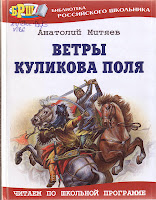 БИБЛИОТЕКА
РОССИЙСКОГО ШКОЛЬНИКА
Анатолий Митяев
ВЕТРЫ
КУЛИКОВА ПОЛЯ
ЧИТАЕМ ПО ШКОЛЬНОЙ ПРОГРАММЕ